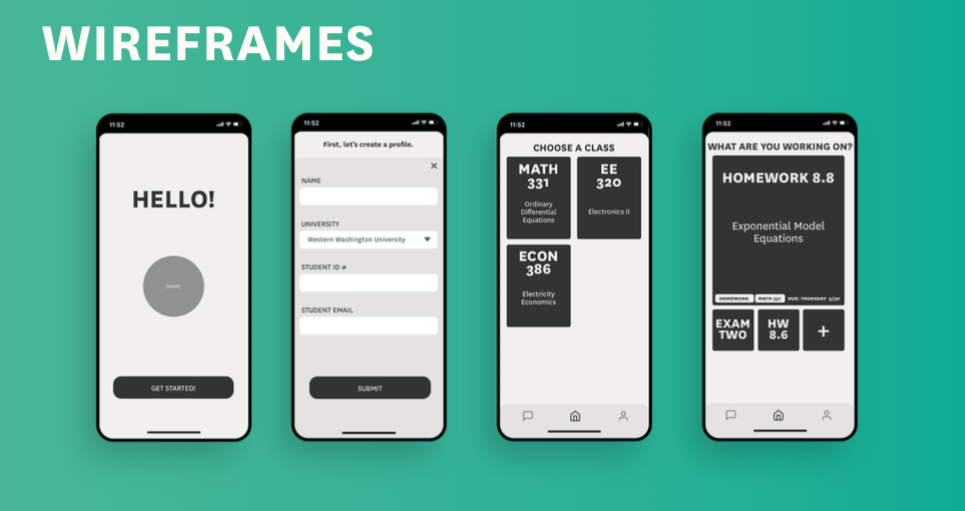 WIREFRAMES
11:52
HELLO!
GET STARTED!
11:52
First, let's create a profile.
NAME
UNIVERSITY
Western Washington University
STUDENT ID #
STUDENT EMAIL
SUBMIT
11:52
CHOOSE A CLASS
MATH
331
Ordinary
Differential
Equations
EE
320
Electronics II
ECON
386
Electricity
Economics
11:52
WHAT ARE YOU WORKING ON?
HOMEWORK 8.8
Exponential Model
Equations
HOMEWORK
MATH 331
DUE: THURSDAY
EXAM
TWO
HW
8.6
+